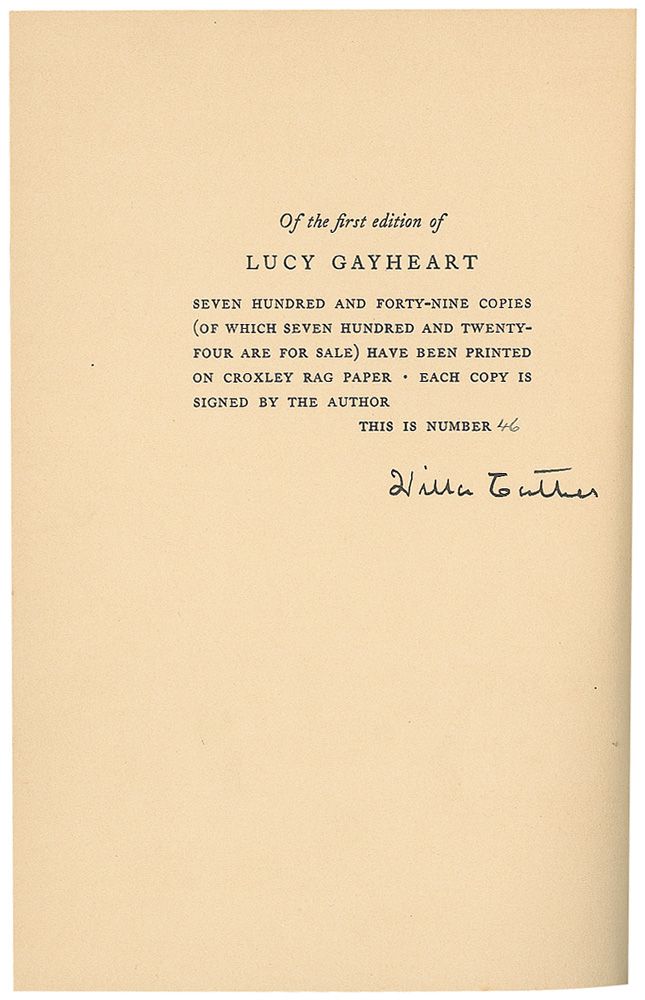 Of the first edition of
LUCY GAYHEART
SEVEN HUNDRED AND FORTY-NINE COPIES
(OF WHICH SEVEN HUNDRED AND TWENTY-
FOUR ARE FOR SALE) HAVE BEEN PRINTED
ON CROXLEY RAG PAPER · EACH COPY IS
SIGNED BY THE AUTHOR
THIS IS NUMBER 46
Willa Cather